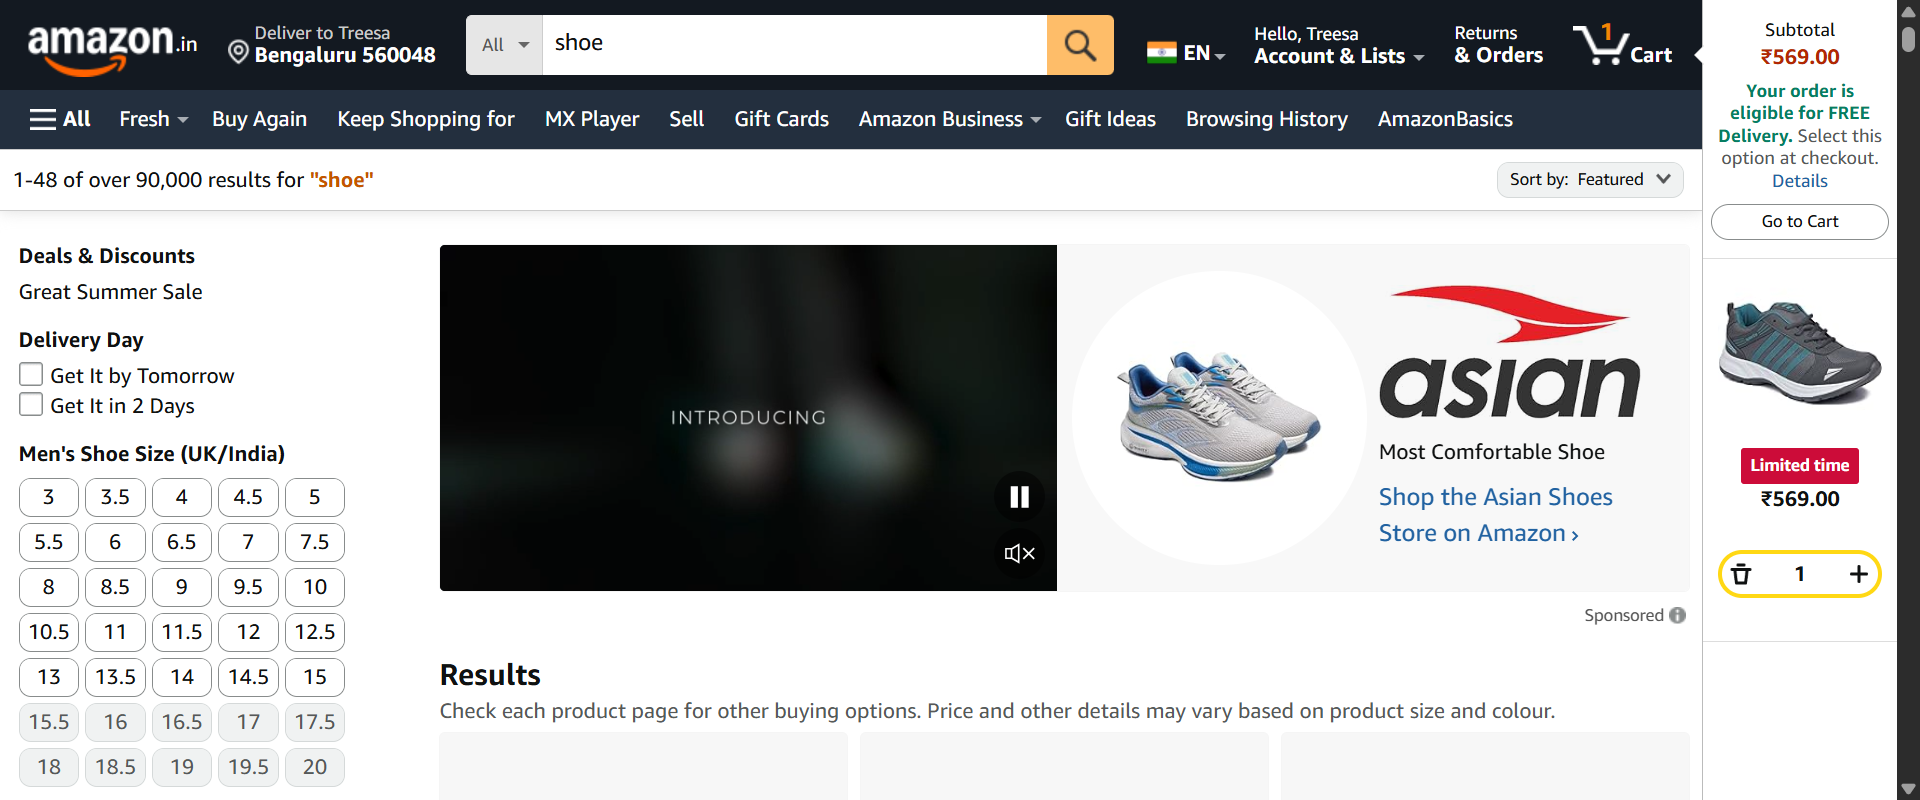 amazon.in
Deliver to Treesa
Bengaluru 560048
All
shoe
EN
Hello, Treesa
Account & Lists
Returns
& Orders
1
Cart
All
Fresh
Buy Again
Keep Shopping for
MX Player
Sell
Gift Cards
Amazon Business
Gift Ideas
Browsing History
AmazonBasics
1-48 of over 90,000 results for "shoe"
Sort by: Featured
Deals & Discounts
Great Summer Sale
Delivery Day
Get It by Tomorrow
Get It in 2 Days
Men's Shoe Size (UK/India)
3 3.5 4 4.5 5
5.5 6 6.5 7 7.5
8 8.5 9 9.5 10
10.5 11 11.5 12 12.5
13 13.5 14 14.5 15
15.5 16 16.5 17 17.5
18 18.5 19 19.5 20
INTRODUCING
asian
Most Comfortable Shoe
Shop the Asian Shoes
Store on Amazon ›
Sponsored
Results
Check each product page for other buying options. Price and other details may vary based on product size and colour.
Subtotal
₹569.00
Your order is
eligible for FREE
Delivery. Select this
option at checkout.
Details
Go to Cart
Limited time
₹569.00
1